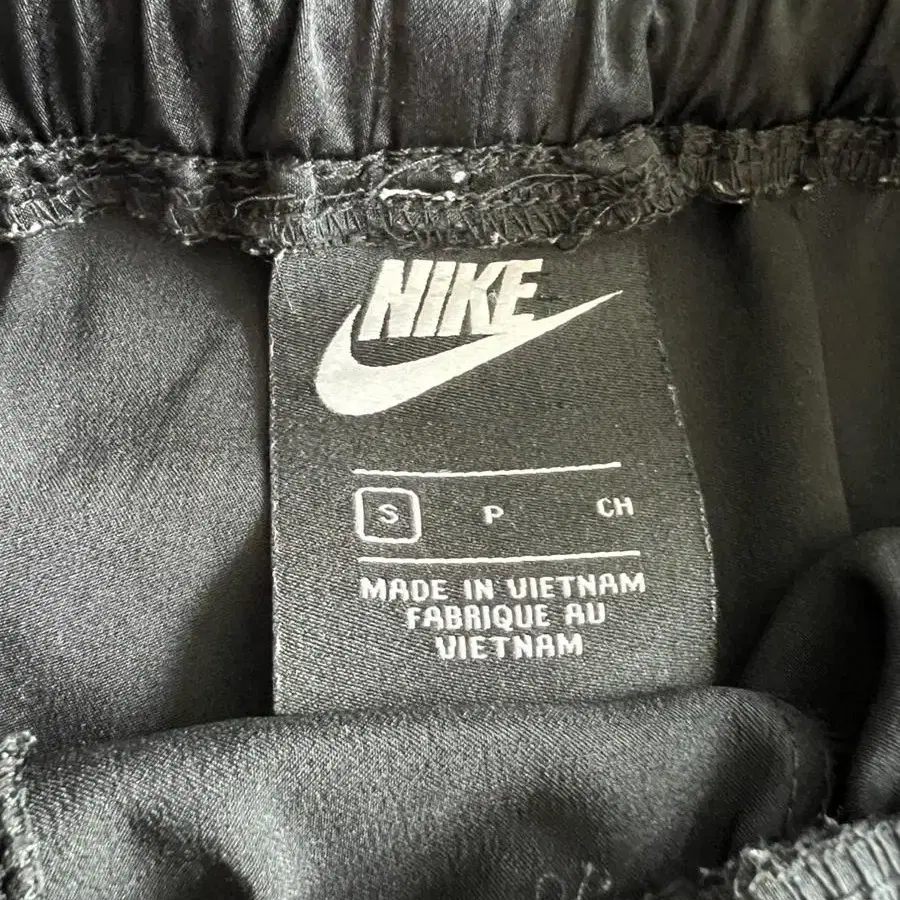 NIKE
S P CH
MADE IN VIETNAM
FABRIQUE AU
VIETNAM